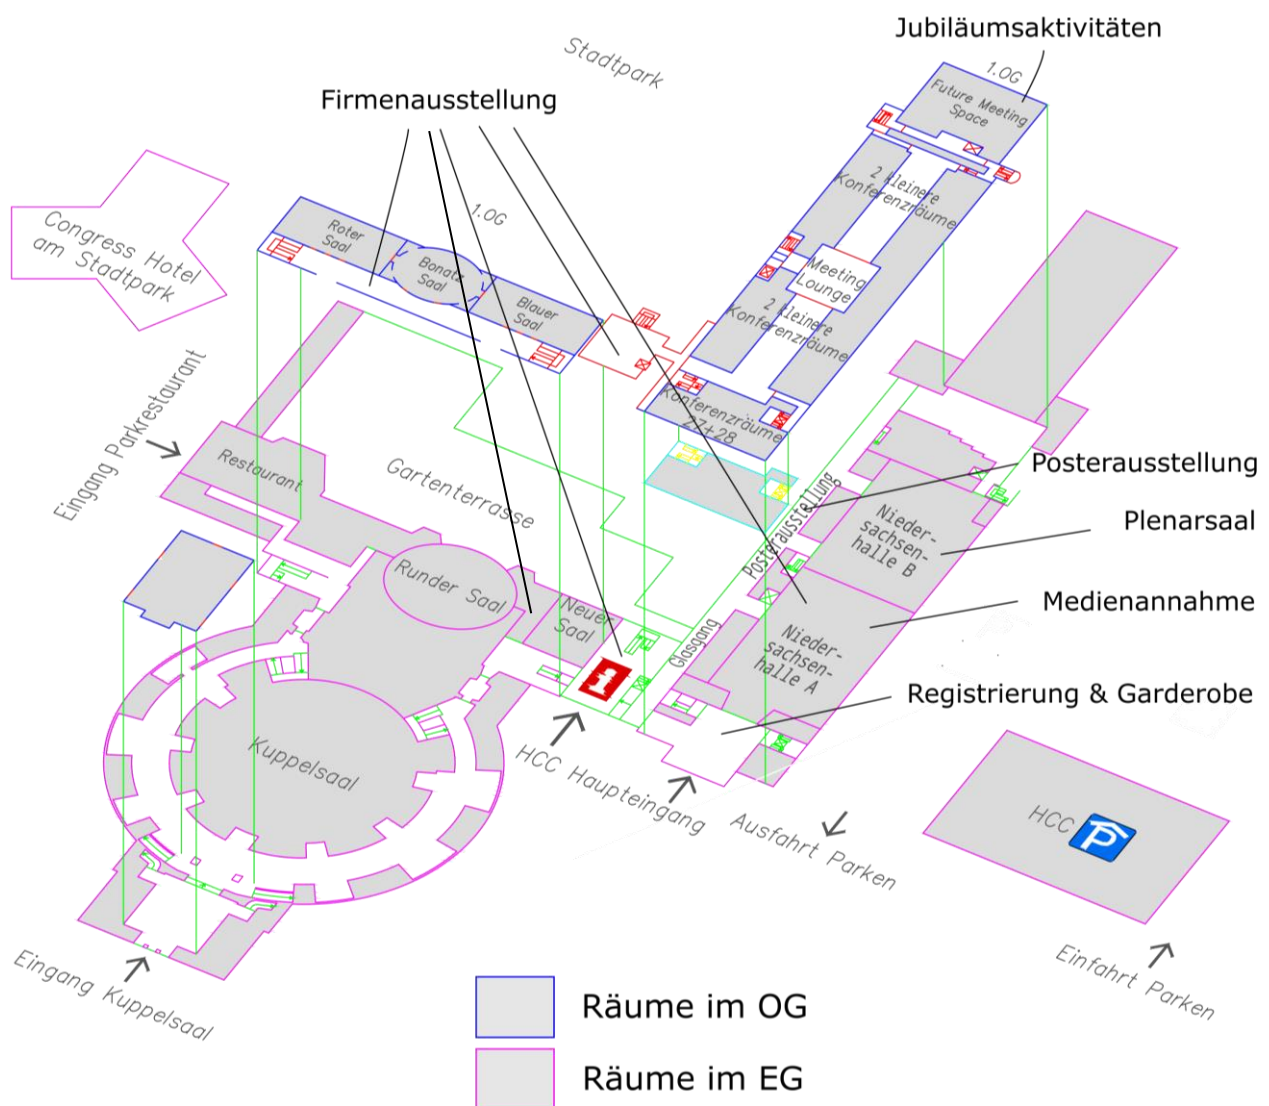 Jubiläumsaktivitäten
Stadtpark
1.OG
Future Meeting
Space
Firmenausstellung
2 kleinere
Konferenzräume
1.OG
Congress Hotel
am Stadtpark
Roter
Saal
Bonatz
Saal
Blauer
Saal
Meeting
Lounge
2 kleinere
Konferenzräume
Konferenzräume
27+28
Eingang Parkrestaurant
Restaurant
Gartenterrasse
Posterausstellung
Posterausstellung
Plenarsaal
Nieder-
sachsen-
halle B
Runder Saal
Neuer
Saal
Glasgang
Medienannahme
Nieder-
sachsen-
halle A
Registrierung & Garderobe
i
Kuppelsaal
HCC Haupteingang
Ausfahrt Parken
HCC
P
Einfahrt Parken
Eingang Kuppelsaal
Räume im OG
Räume im EG